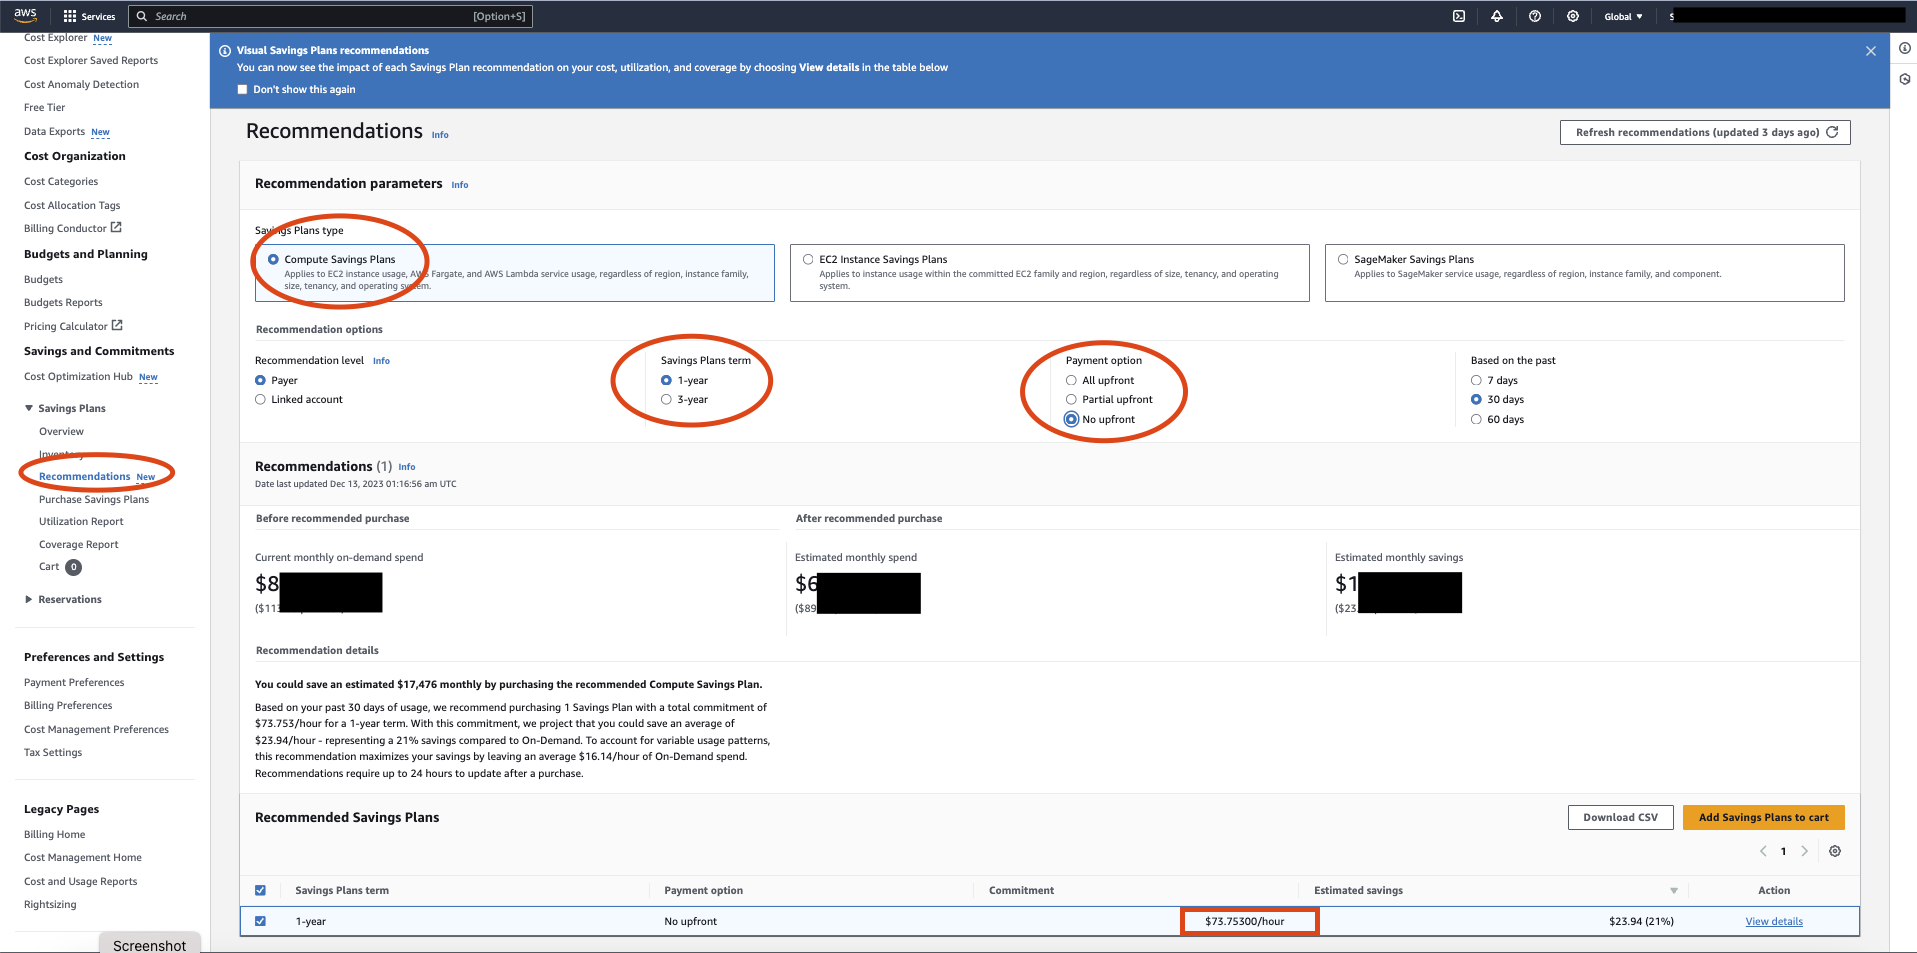 aws
Services
Search
[Option+S]
Global
Cost Explorer New
Cost Explorer Saved Reports
Cost Anomaly Detection
Free Tier
Data Exports New
Cost Organization
Cost Categories
Cost Allocation Tags
Billing Conductor
Budgets and Planning
Budgets
Budgets Reports
Pricing Calculator
Savings and Commitments
Cost Optimization Hub New
Savings Plans
Overview
Inventory
Recommendations New
Purchase Savings Plans
Utilization Report
Coverage Report
Cart 0
Reservations
Preferences and Settings
Payment Preferences
Billing Preferences
Cost Management Preferences
Tax Settings
Legacy Pages
Billing Home
Cost Management Home
Cost and Usage Reports
Rightsizing
Screenshot
Visual Savings Plans recommendations
You can now see the impact of each Savings Plan recommendation on your cost, utilization, and coverage by choosing View details in the table below
Don't show this again
Recommendations Info
Refresh recommendations (updated 3 days ago)
Recommendation parameters Info
Savings Plans type
Compute Savings Plans
Applies to EC2 instance usage, AWS Fargate, and AWS Lambda service usage, regardless of region, instance family,
size, tenancy, and operating system.
EC2 Instance Savings Plans
Applies to instance usage within the committed EC2 family and region, regardless of size, tenancy, and operating
system.
SageMaker Savings Plans
Applies to SageMaker service usage, regardless of region, instance family, and component.
Recommendation options
Recommendation level Info
Payer
Linked account
Savings Plans term
1-year
3-year
Payment option
All upfront
Partial upfront
No upfront
Based on the past
7 days
30 days
60 days
Recommendations (1) Info
Date last updated Dec 13, 2023 01:16:56 am UTC
Before recommended purchase
Current monthly on-demand spend
$8
After recommended purchase
Estimated monthly spend
$6
($89
Estimated monthly savings
$1
($23.
Recommendation details
You could save an estimated $17,476 monthly by purchasing the recommended Compute Savings Plan.
Based on your past 30 days of usage, we recommend purchasing 1 Savings Plan with a total commitment of
$73.753/hour for a 1-year term. With this commitment, we project that you could save an average of
$23.94/hour - representing a 21% savings compared to On-Demand. To account for variable usage patterns,
this recommendation maximizes your savings by leaving an average $16.14/hour of On-Demand spend.
Recommendations require up to 24 hours to update after a purchase.
Recommended Savings Plans
Download CSV
Add Savings Plans to cart
1
Savings Plans term Payment option Commitment Estimated savings Action
1-year No upfront $73.75300/hour $23.94 (21%) View details